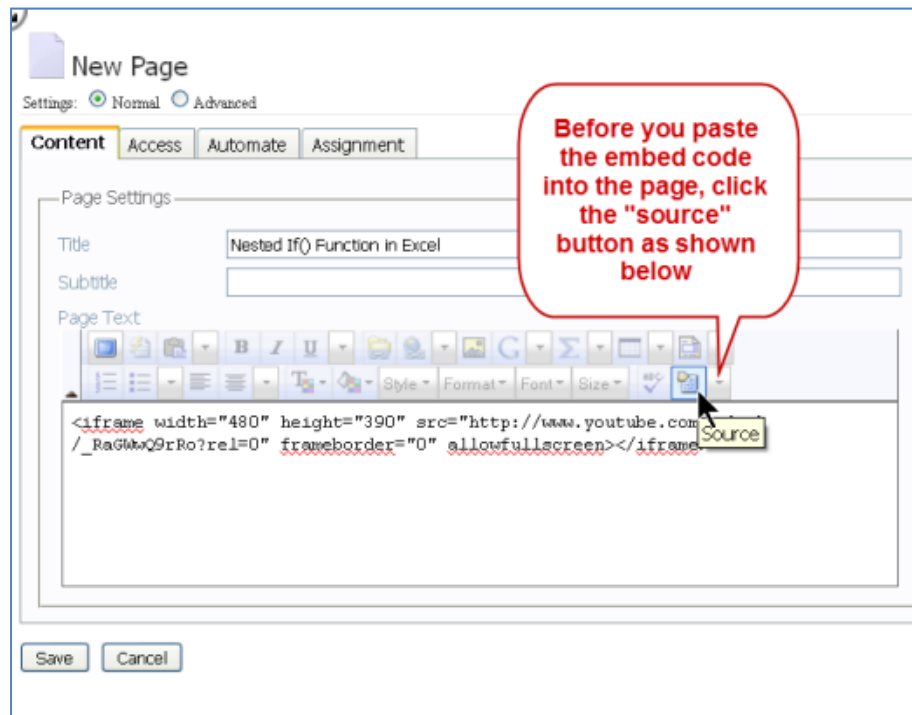 New Page
Settings: Normal Advanced
Content Access Automate Assignment
Before you paste
the embed code
into the page, click
the "source"
button as shown
below
Page Settings
Title Nested If() Function in Excel
Subtitle
Page Text
B I U G Σ
Style Format Font Size ABC
<iframe width="480" height="390" src="http://www.youtube.com
/_RaGWwQ9rRo?rel=0" frameborder="0" allowfullscreen></iframe
Source
Save Cancel